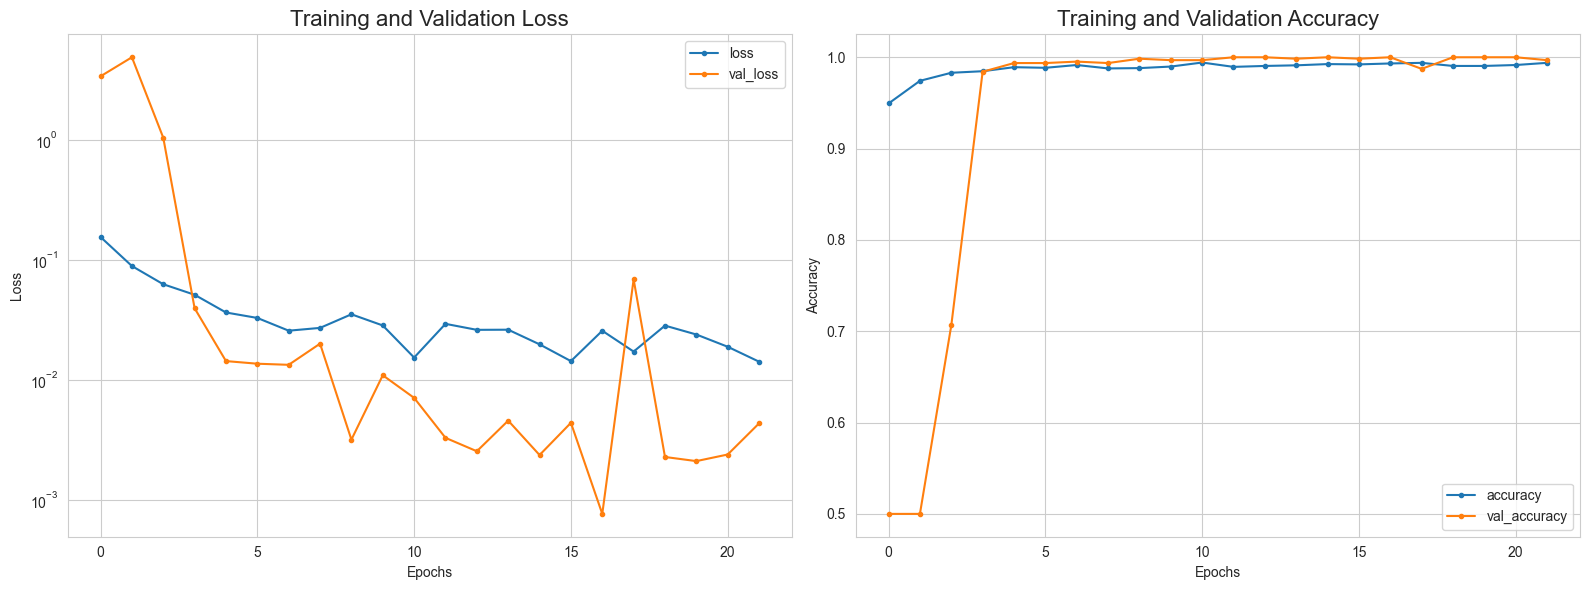 Training and Validation Loss
loss
val_loss
10⁰
10⁻¹
10⁻²
10⁻³
Loss
0 5 10 15 20
Epochs
Training and Validation Accuracy
1.0
0.9
0.8
0.7
0.6
0.5
Accuracy
accuracy
val_accuracy
0 5 10 15 20
Epochs